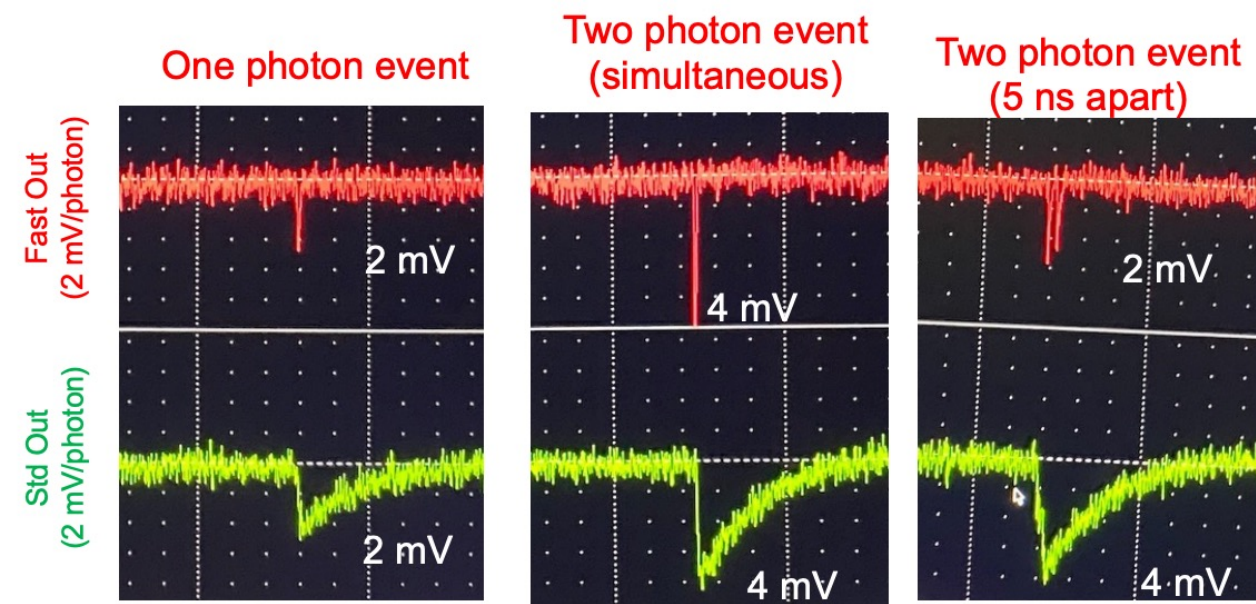 One photon event
Two photon event
(simultaneous)
Two photon event
(5 ns apart)
Fast Out
(2 mV/photon)
2 mV
4 mV
2 mV
Std Out
(2 mV/photon)
2 mV
4 mV
4 mV